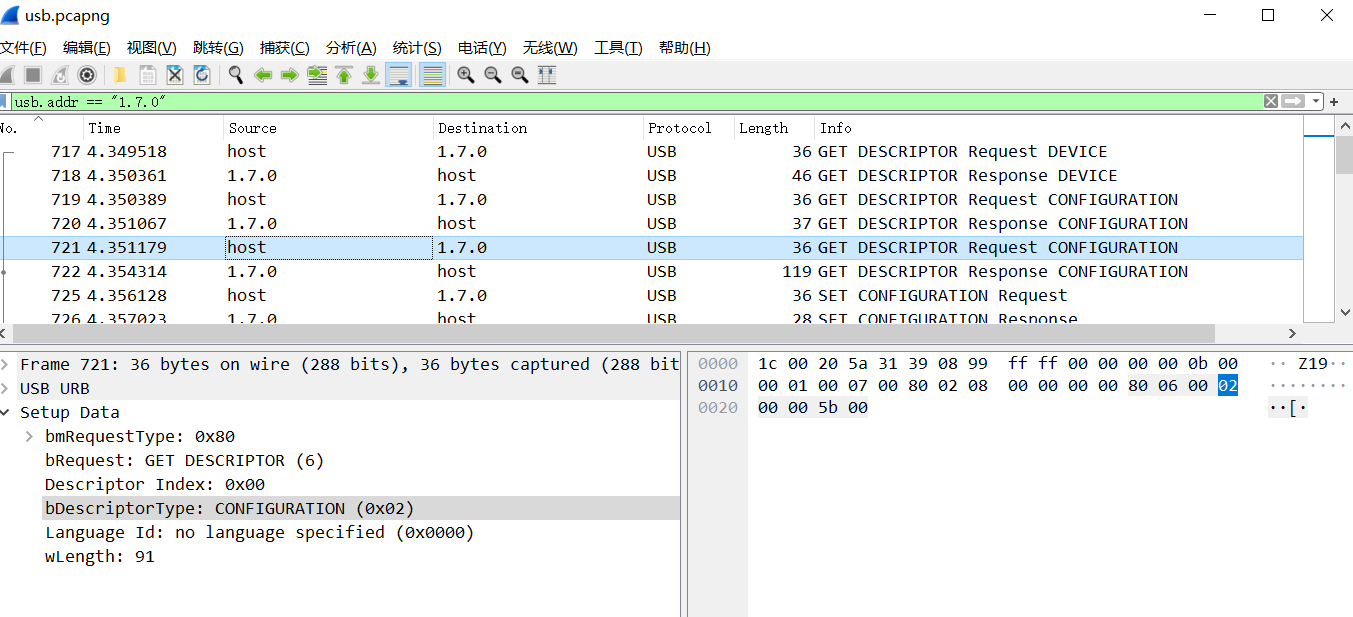 usb.pcapng
文件(F) 编辑(E) 视图(V) 跳转(G) 捕获(C) 分析(A) 统计(S) 电话(Y) 无线(W) 工具(T) 帮助(H)
usb.addr == "1.7.0"
No. Time Source Destination Protocol Length Info
717 4.349518 host 1.7.0 USB 36 GET DESCRIPTOR Request DEVICE
718 4.350361 1.7.0 host USB 46 GET DESCRIPTOR Response DEVICE
719 4.350389 host 1.7.0 USB 36 GET DESCRIPTOR Request CONFIGURATION
720 4.351067 1.7.0 host USB 37 GET DESCRIPTOR Response CONFIGURATION
721 4.351179 host 1.7.0 USB 36 GET DESCRIPTOR Request CONFIGURATION
722 4.354314 1.7.0 host USB 119 GET DESCRIPTOR Response CONFIGURATION
725 4.356128 host 1.7.0 USB 36 SET CONFIGURATION Request
726 4.357023 1.7.0 host USB 28 SET CONFIGURATION Response
Frame 721: 36 bytes on wire (288 bits), 36 bytes captured (288 bit
USB URB
Setup Data
bmRequestType: 0x80
bRequest: GET DESCRIPTOR (6)
Descriptor Index: 0x00
bDescriptorType: CONFIGURATION (0x02)
Language Id: no language specified (0x0000)
wLength: 91
0000 1c 00 20 5a 31 39 08 99 ff ff 00 00 00 00 0b 00 ·· Z19··
0010 00 01 00 07 00 80 02 08 00 00 00 00 80 06 00 02 ········
0020 00 00 5b 00 ··[·